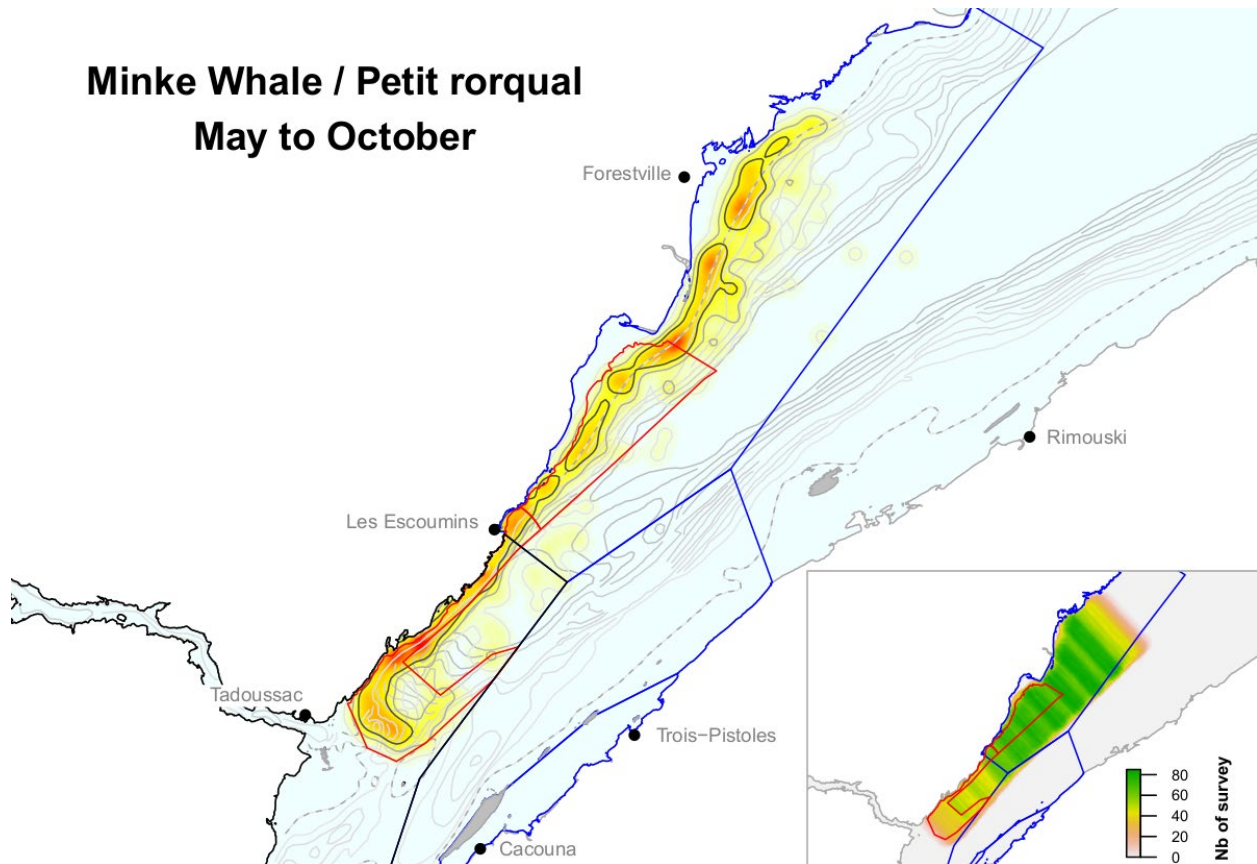 Minke Whale / Petit rorqual
May to October
Forestville
Rimouski
Les Escoumins
Tadoussac
Trois−Pistoles
Cacouna
80
60
40
20
0
Nb of survey